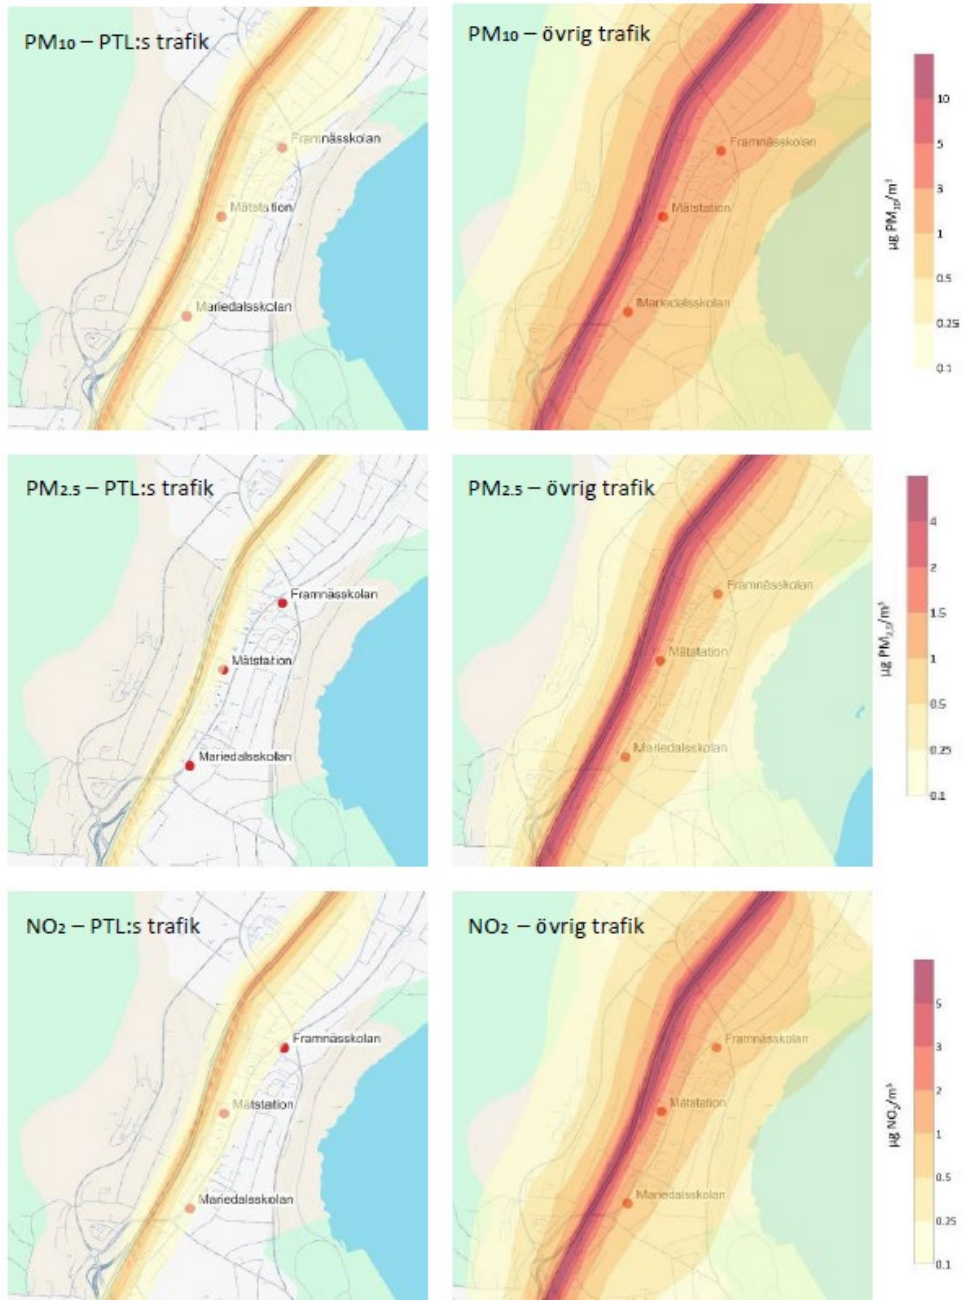 PM₁₀ – PTL:s trafik
Framnässkolan
Mätstation
Mariedalsskolan
PM₁₀ – övrig trafik
Framnässkolan
Mätstation
Mariedalsskolan
µg PM₁₀/m³
10
5
3
1
0.5
0.25
0.1
PM₂.₅ – PTL:s trafik
Framnässkolan
Mätstation
Mariedalsskolan
PM₂.₅ – övrig trafik
Framnässkolan
Mätstation
Mariedalsskolan
µg PM₂.₅/m³
4
2
1.5
1
0.5
0.25
0.1
NO₂ – PTL:s trafik
Framnässkolan
Mätstation
Mariedalsskolan
NO₂ – övrig trafik
Framnässkolan
Mätstation
Mariedalsskolan
µg NO₂/m³
5
3
2
1
0.5
0.25
0.1